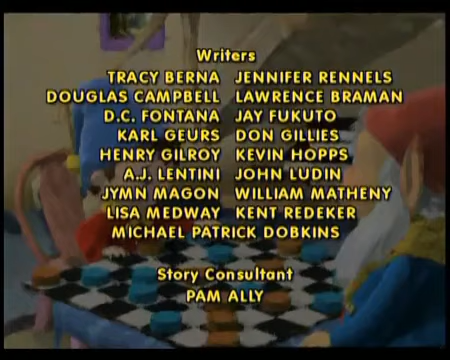 Writers
TRACY BERNA JENNIFER RENNELS
DOUGLAS CAMPBELL LAWRENCE BRAMAN
D.C. FONTANA JAY FUKUTO
KARL GEURS DON GILLIES
HENRY GILROY KEVIN HOPPS
A.J. LENTINI JOHN LUDIN
JYMN MAGON WILLIAM MATHENY
LISA MEDWAY KENT REDEKER
MICHAEL PATRICK DOBKINS
Story Consultant
PAM ALLY